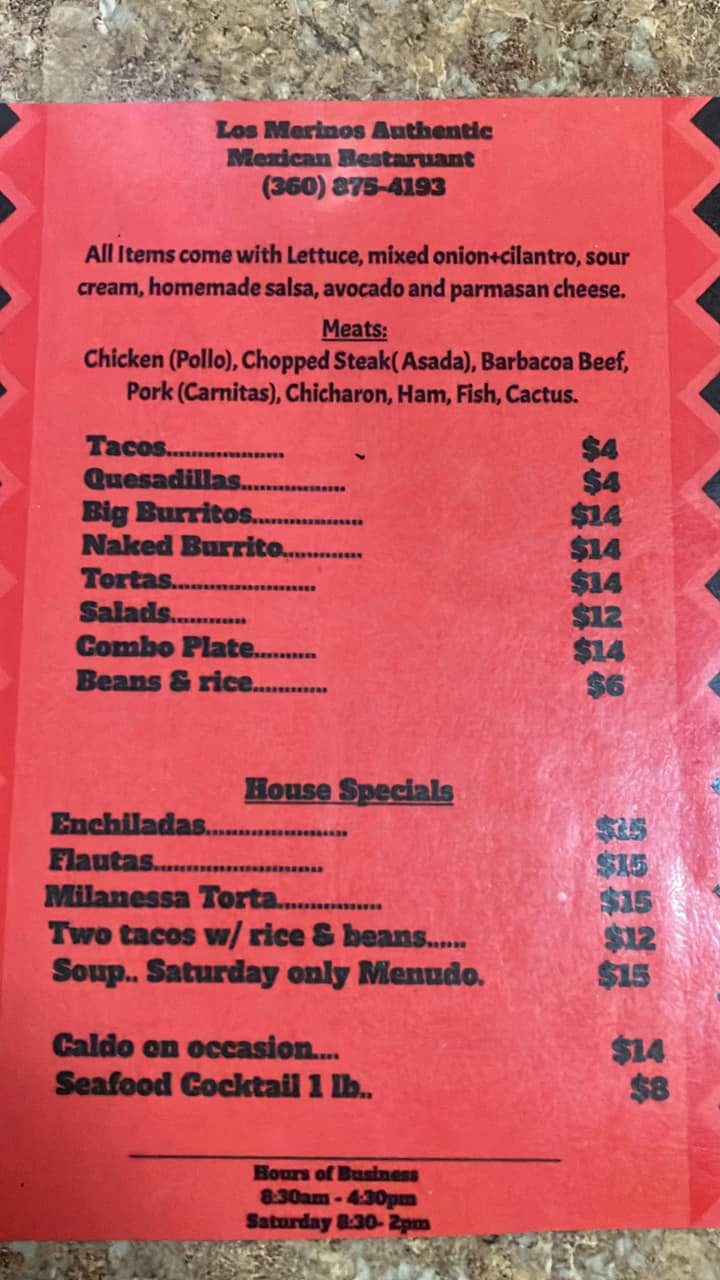 Los Merinos Authentic
Mexican Restaruant
(360) 875-4193
All Items come with Lettuce, mixed onion+cilantro, sour
cream, homemade salsa, avocado and parmasan cheese.
Meats:
Chicken (Pollo), Chopped Steak( Asada), Barbacoa Beef,
Pork (Carnitas), Chicharon, Ham, Fish, Cactus.
Tacos.................... $4
Quesadillas................. $4
Big Burritos.................. $14
Naked Burrito............. $14
Tortas........................ $14
Salads............ $12
Combo Plate.......... $14
Beans & rice............ $6
House Specials
Enchiladas....................... $15
Flautas............................ $15
Milanessa Torta................. $15
Two tacos w/ rice & beans...... $12
Soup.. Saturday only Menudo. $15
Caldo on occasion.... $14
Seafood Cocktail 1 lb.. $8
Hours of Business
8:30am - 4:30pm
Saturday 8:30- 2pm